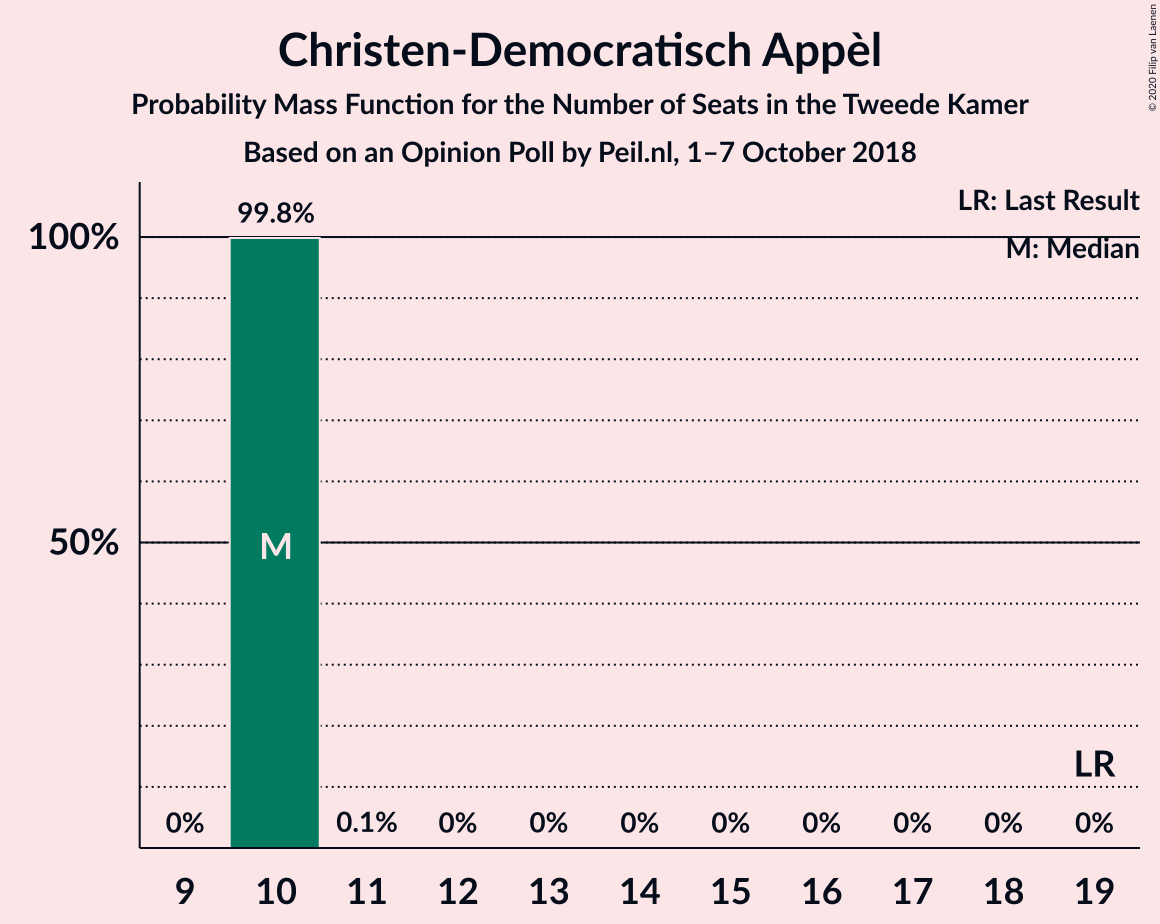 Christen-Democratisch Appèl
Probability Mass Function for the Number of Seats in the Tweede Kamer
Based on an Opinion Poll by Peil.nl, 1–7 October 2018
© 2020 Filip van Laenen
LR: Last Result
M: Median
99.8%
100%
50%
M
LR
0% 0.1% 0% 0% 0% 0% 0% 0% 0% 0%
9 10 11 12 13 14 15 16 17 18 19